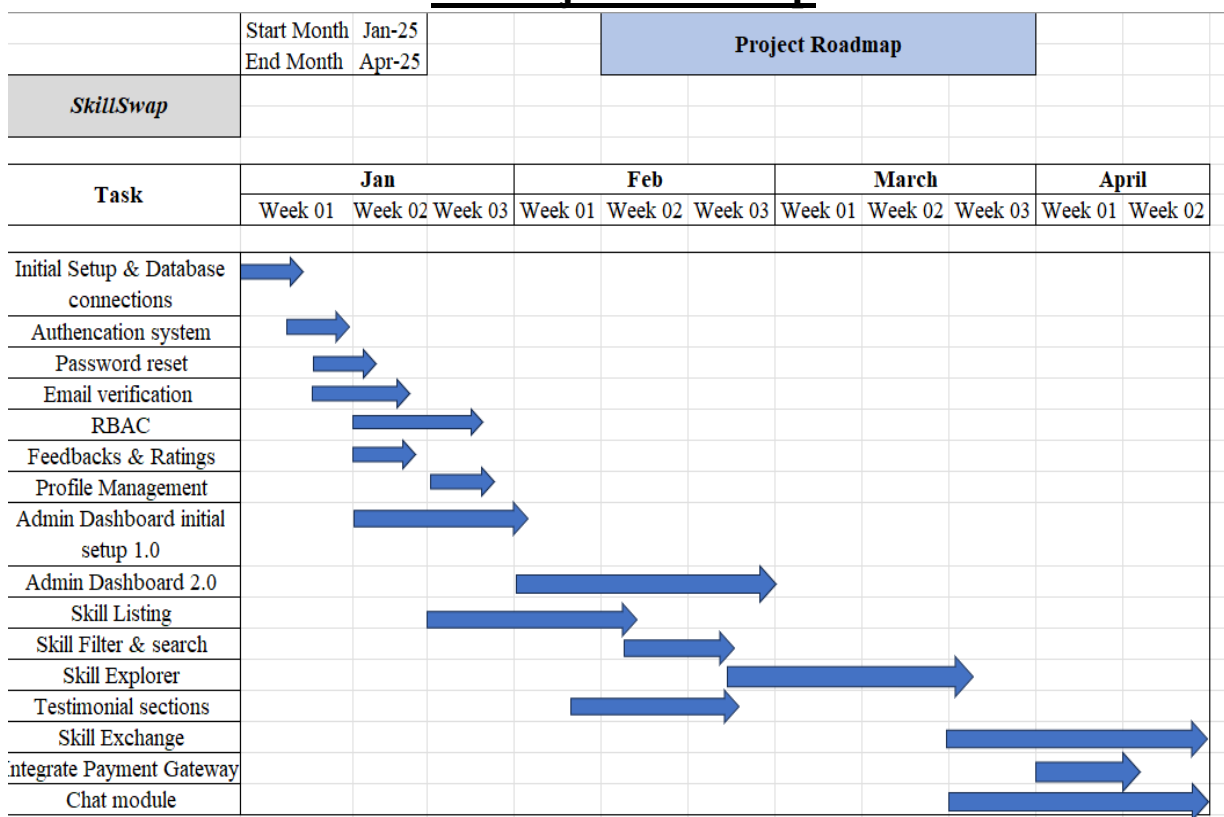 Start Month Jan-25
End Month Apr-25
Project Roadmap
SkillSwap
Task
Jan Feb March April
Week 01 Week 02 Week 03 Week 01 Week 02 Week 03 Week 01 Week 02 Week 03 Week 01 Week 02
Initial Setup & Database
connections
Authencation system
Password reset
Email verification
RBAC
Feedbacks & Ratings
Profile Management
Admin Dashboard initial
setup 1.0
Admin Dashboard 2.0
Skill Listing
Skill Filter & search
Skill Explorer
Testimonial sections
Skill Exchange
Integrate Payment Gateway
Chat module